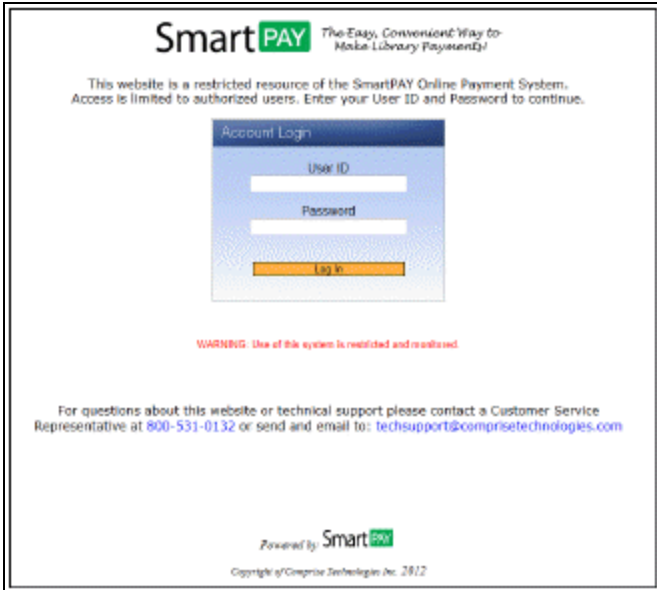 Smart PAY The Easy, Convenient Way to
Make Library Payments!
This website is a restricted resource of the SmartPAY Online Payment System.
Access is limited to authorized users. Enter your User ID and Password to continue.
Account Login
User ID
Password
Log In
WARNING: Use of this system is restricted and monitored.
For questions about this website or technical support please contact a Customer Service
Representative at 800-531-0132 or send and email to: techsupport@comprisetechnologies.com
Powered by Smart PAY
Copyright of Comprise Technologies Inc. 2012